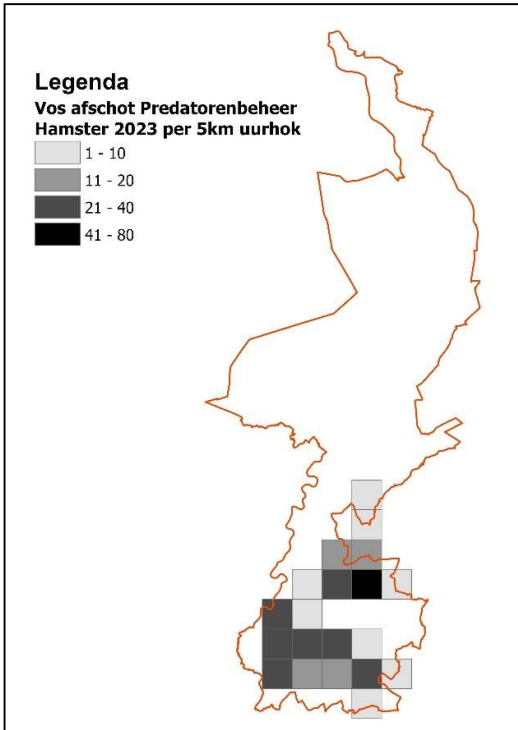 Legenda
Vos afschot Predatorenbeheer
Hamster 2023 per 5km uurhok
1 - 10
11 - 20
21 - 40
41 - 80